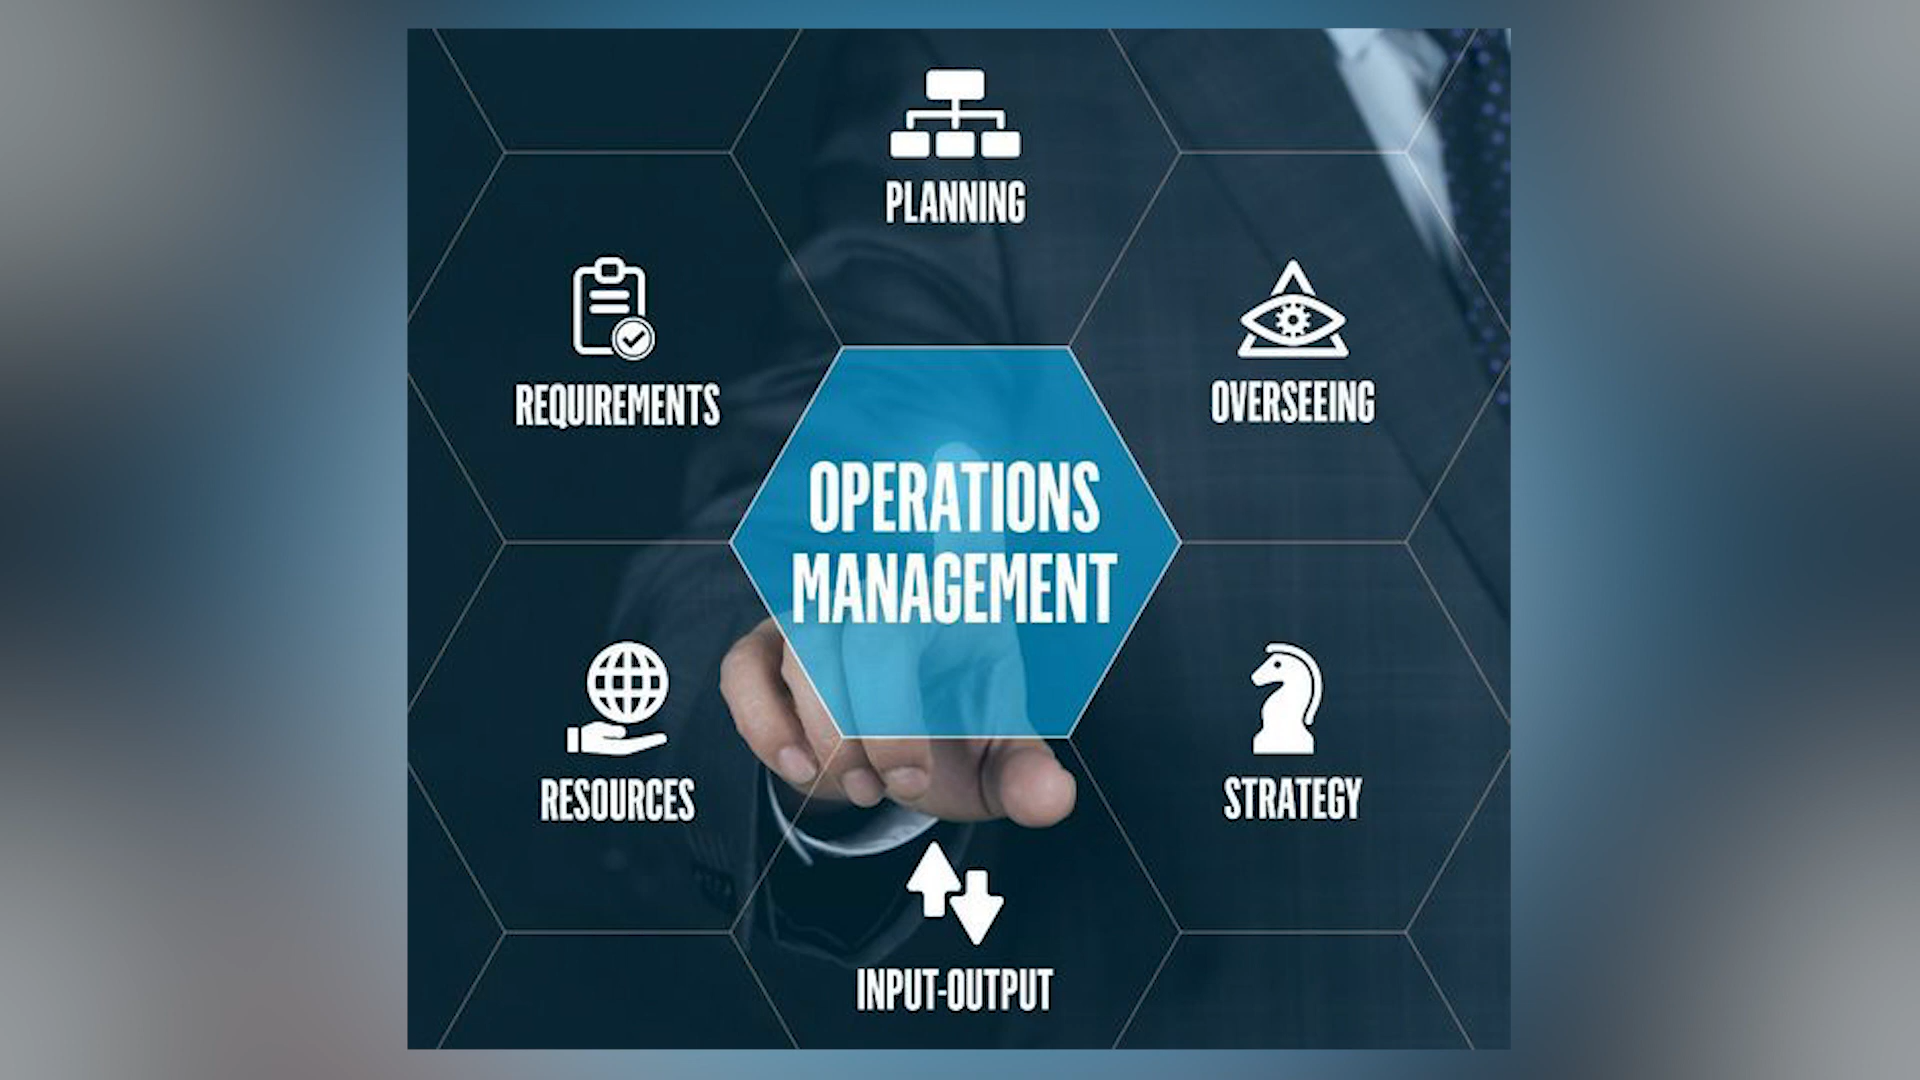 PLANNING
REQUIREMENTS
OVERSEEING
OPERATIONS
MANAGEMENT
RESOURCES
STRATEGY
INPUT-OUTPUT